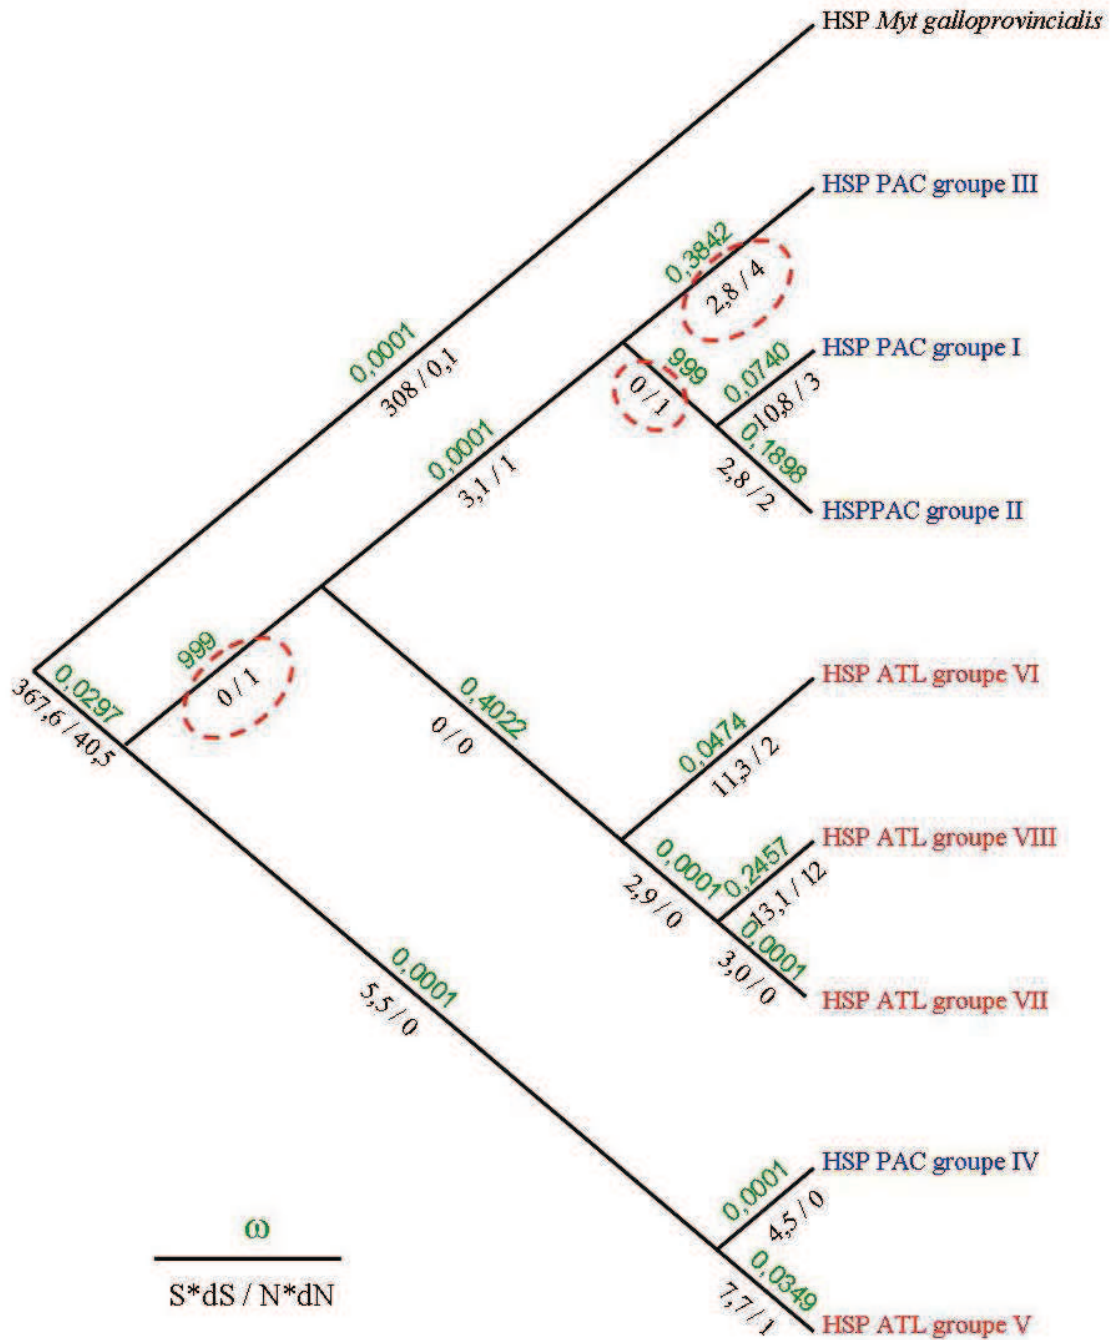 HSP Myt galloprovincialis
HSP PAC groupe III
0,3842
2,8 / 4
HSP PAC groupe I
999
0 / 1
0,0740
10,8 / 3
0,0001
308 / 0,1
0,1898
2,8 / 2
0,0001
3,1 / 1
HSPPAC groupe II
999
0 / 1
0,0297
367,6 / 40,5
0,4022
0 / 0
HSP ATL groupe VI
0,0474
11,3 / 2
HSP ATL groupe VIII
0,0001
2,9 / 0
0,2457
13,1 / 12
0,0001
3,0 / 0
HSP ATL groupe VII
0,0001
5,5 / 0
HSP PAC groupe IV
0,0001
4,5 / 0
0,0349
7,7 / 1
HSP ATL groupe V
ω
S*dS / N*dN